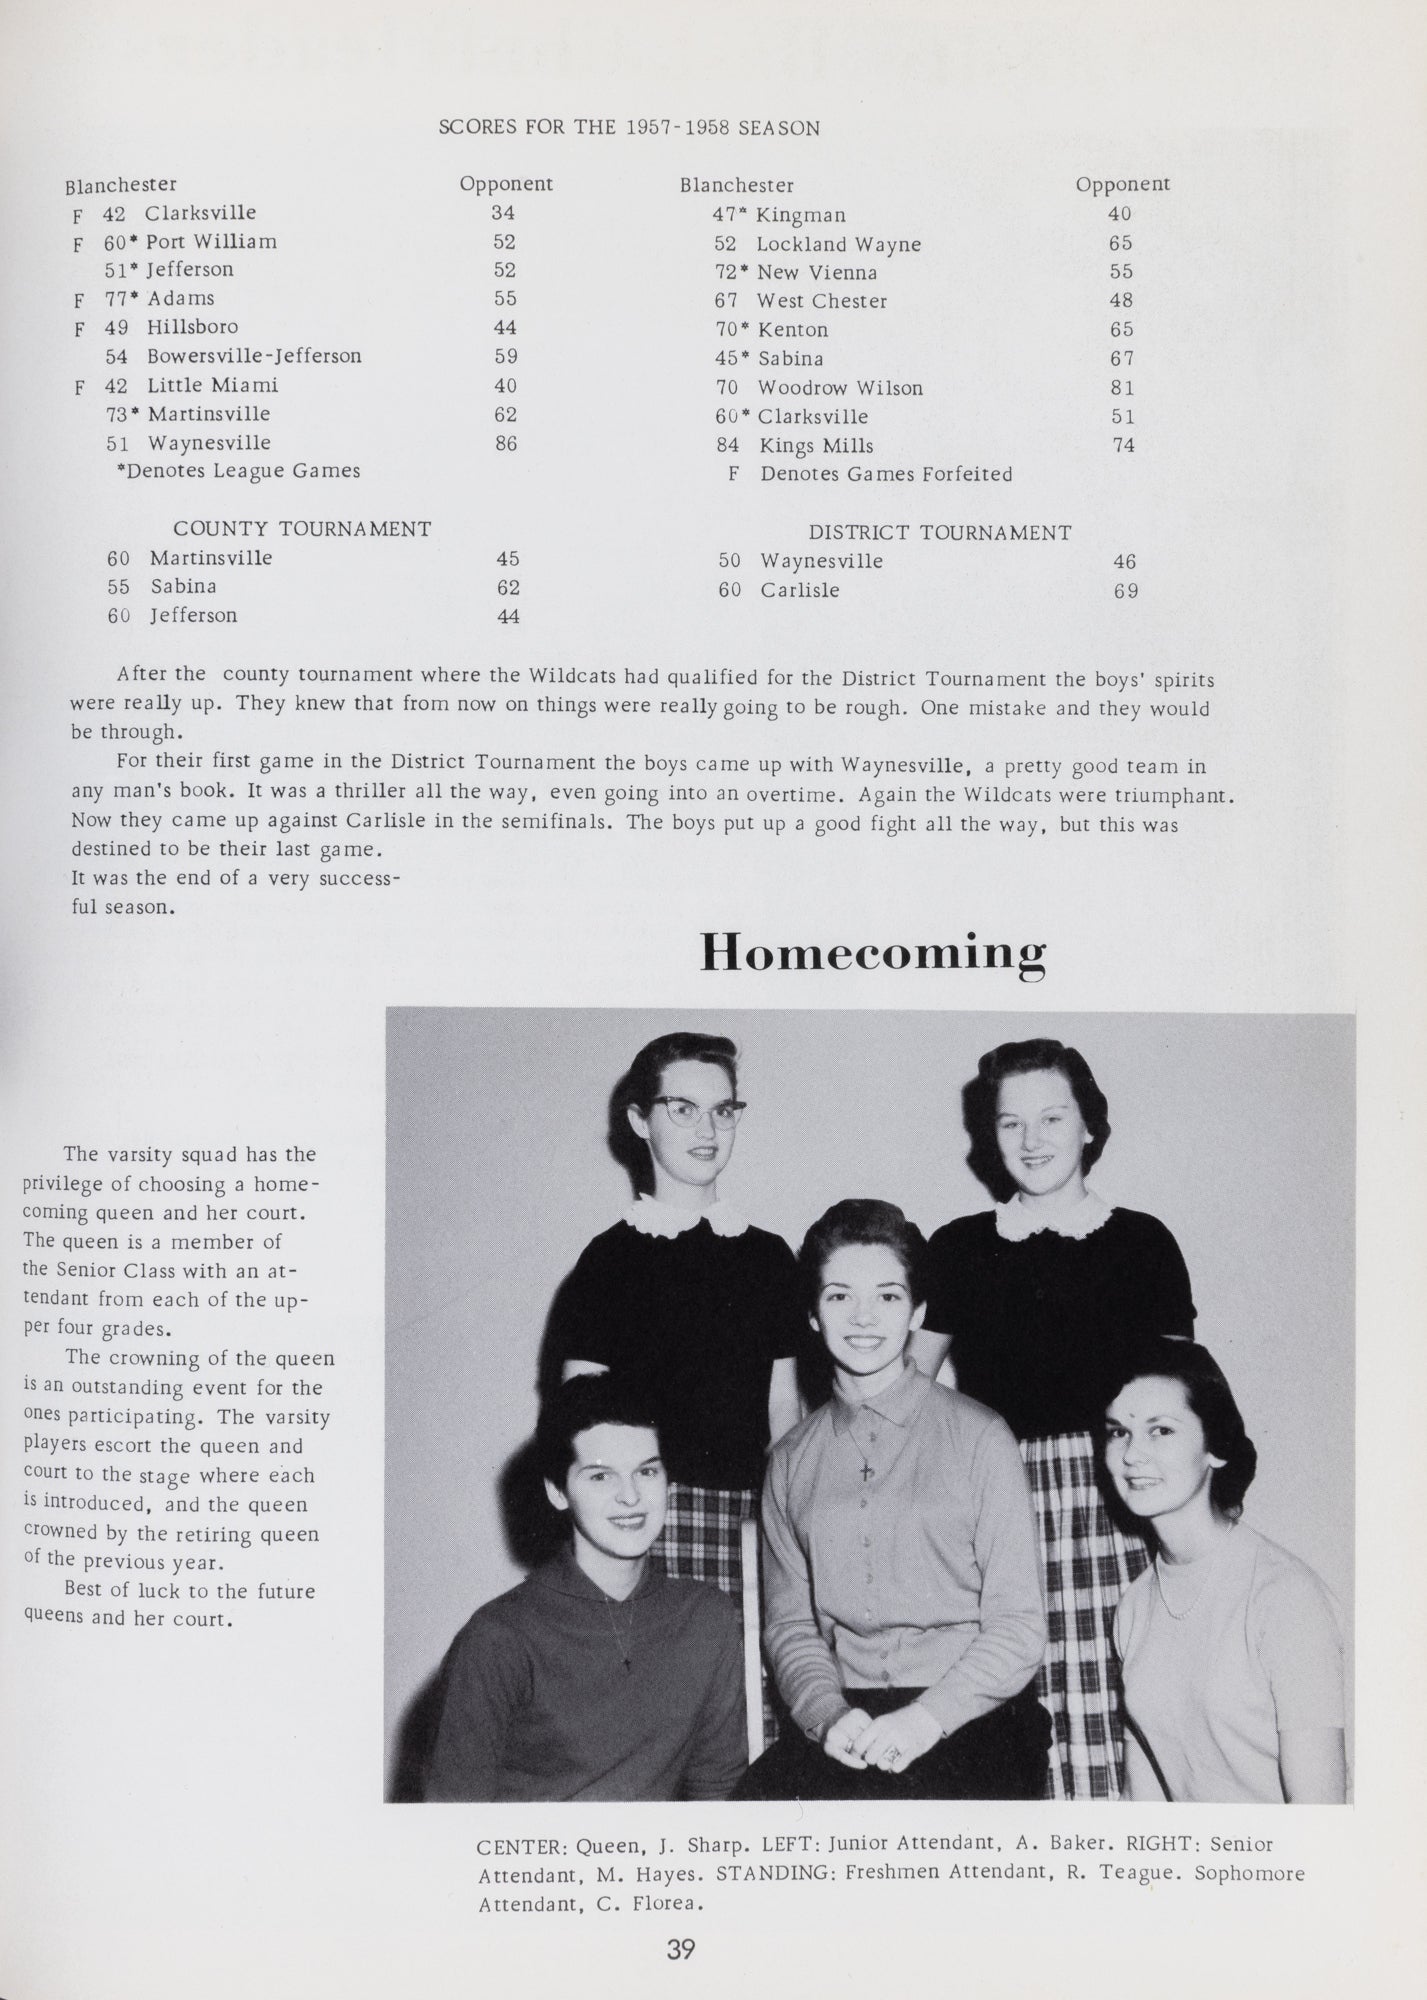 SCORES FOR THE 1957-1958 SEASON
Blanchester Opponent
F 42 Clarksville 34
F 60* Port William 52
51* Jefferson 52
F 77* Adams 55
F 49 Hillsboro 44
54 Bowersville-Jefferson 59
F 42 Little Miami 40
73* Martinsville 62
51 Waynesville 86
*Denotes League Games
Blanchester Opponent
47* Kingman 40
52 Lockland Wayne 65
72* New Vienna 55
67 West Chester 48
70* Kenton 65
45* Sabina 67
70 Woodrow Wilson 81
60* Clarksville 51
84 Kings Mills 74
F Denotes Games Forfeited
COUNTY TOURNAMENT
60 Martinsville 45
55 Sabina 62
60 Jefferson 44
DISTRICT TOURNAMENT
50 Waynesville 46
60 Carlisle 69
After the county tournament where the Wildcats had qualified for the District Tournament the boys' spirits
were really up. They knew that from now on things were really going to be rough. One mistake and they would
be through.
For their first game in the District Tournament the boys came up with Waynesville, a pretty good team in
any man's book. It was a thriller all the way, even going into an overtime. Again the Wildcats were triumphant.
Now they came up against Carlisle in the semifinals. The boys put up a good fight all the way, but this was
destined to be their last game.
It was the end of a very success-
ful season.
Homecoming
The varsity squad has the
privilege of choosing a home-
coming queen and her court.
The queen is a member of
the Senior Class with an at-
tendant from each of the up-
per four grades.
The crowning of the queen
is an outstanding event for the
ones participating. The varsity
players escort the queen and
court to the stage where each
is introduced, and the queen
crowned by the retiring queen
of the previous year.
Best of luck to the future
queens and her court.
CENTER: Queen, J. Sharp. LEFT: Junior Attendant, A. Baker. RIGHT: Senior
Attendant, M. Hayes. STANDING: Freshmen Attendant, R. Teague. Sophomore
Attendant, C. Florea.
39